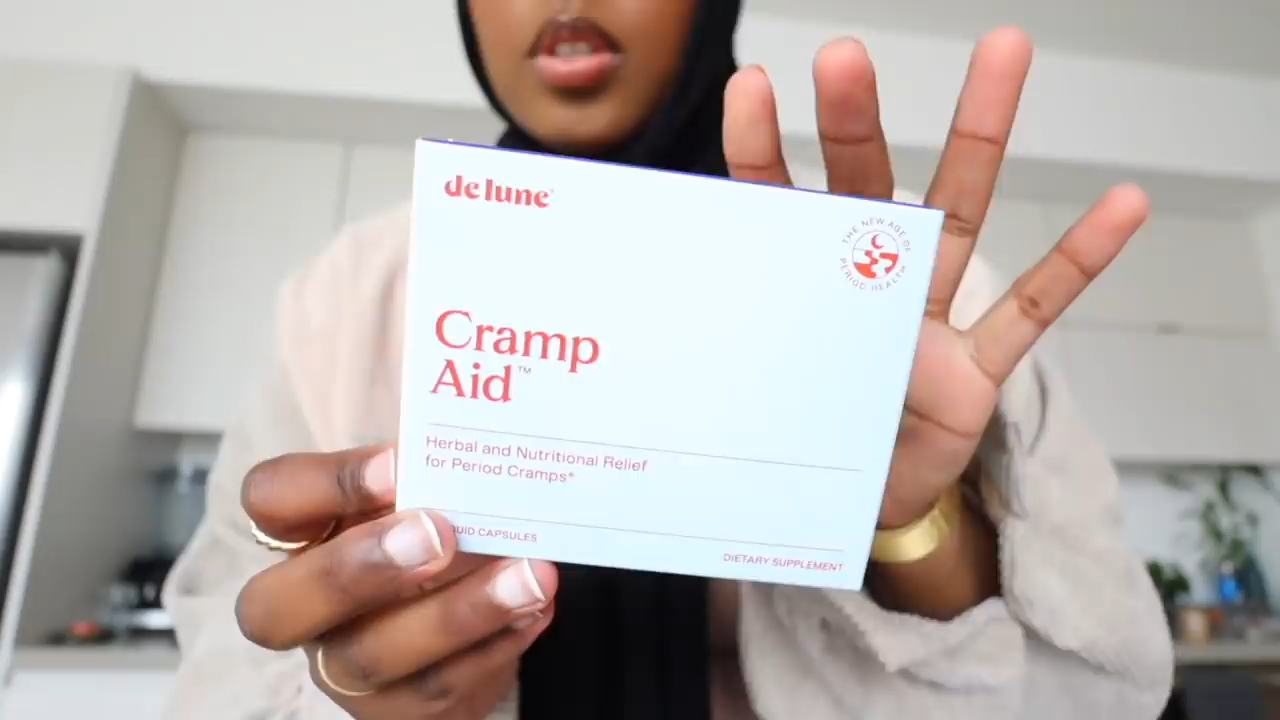 de lune
THE NEW AGE OF
PERIOD HEALTH
Cramp
Aid™
Herbal and Nutritional Relief
for Period Cramps*
CAPSULES
DIETARY SUPPLEMENT